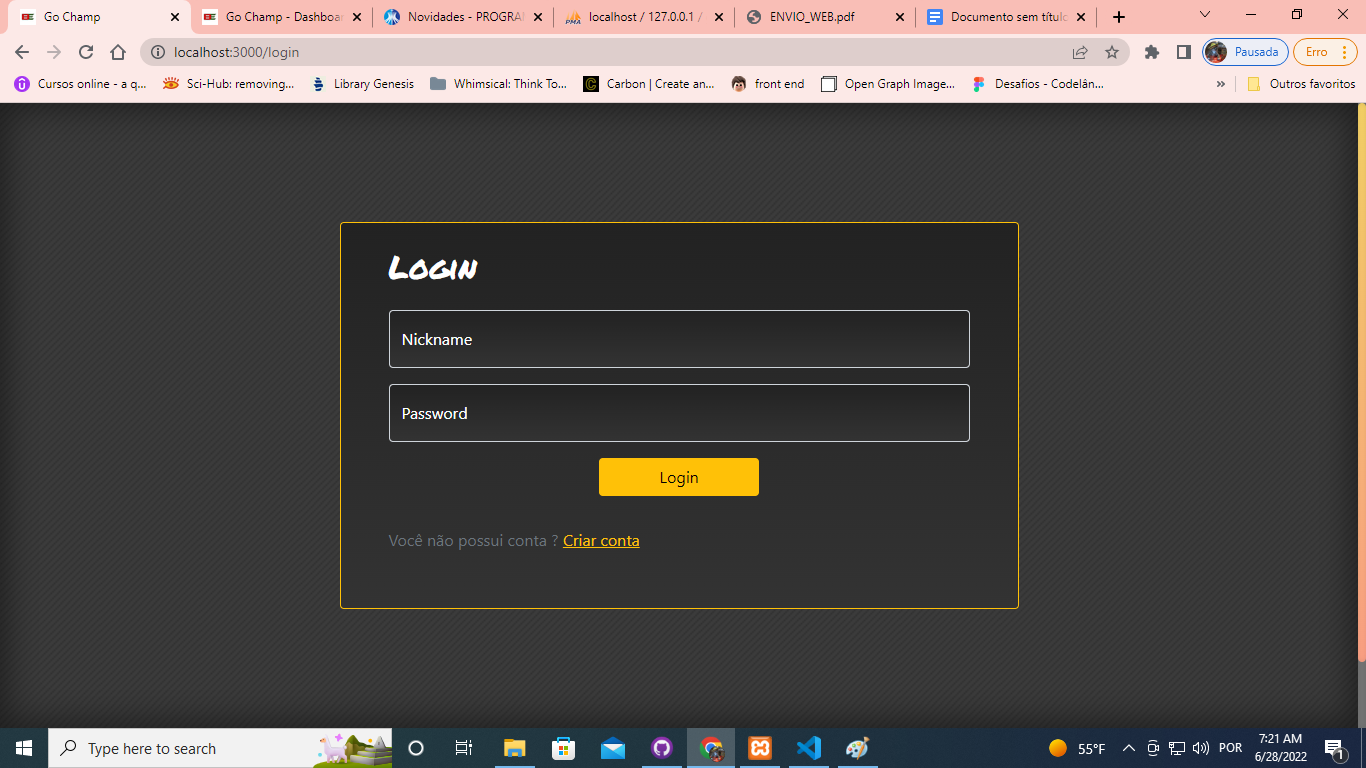 Go Champ
Go Champ - Dashboar
Novidades - PROGRA
localhost / 127.0.0.1 /
ENVIO_WEB.pdf
Documento sem título
localhost:3000/login
Pausada
Erro
Cursos online - a q...
Sci-Hub: removing...
Library Genesis
Whimsical: Think To...
Carbon | Create an...
front end
Open Graph Image...
Desafios - Codelân...
»
Outros favoritos
Login
Nickname
Password
Login
Você não possui conta ? Criar conta
Type here to search
55°F
POR
7:21 AM
6/28/2022
1